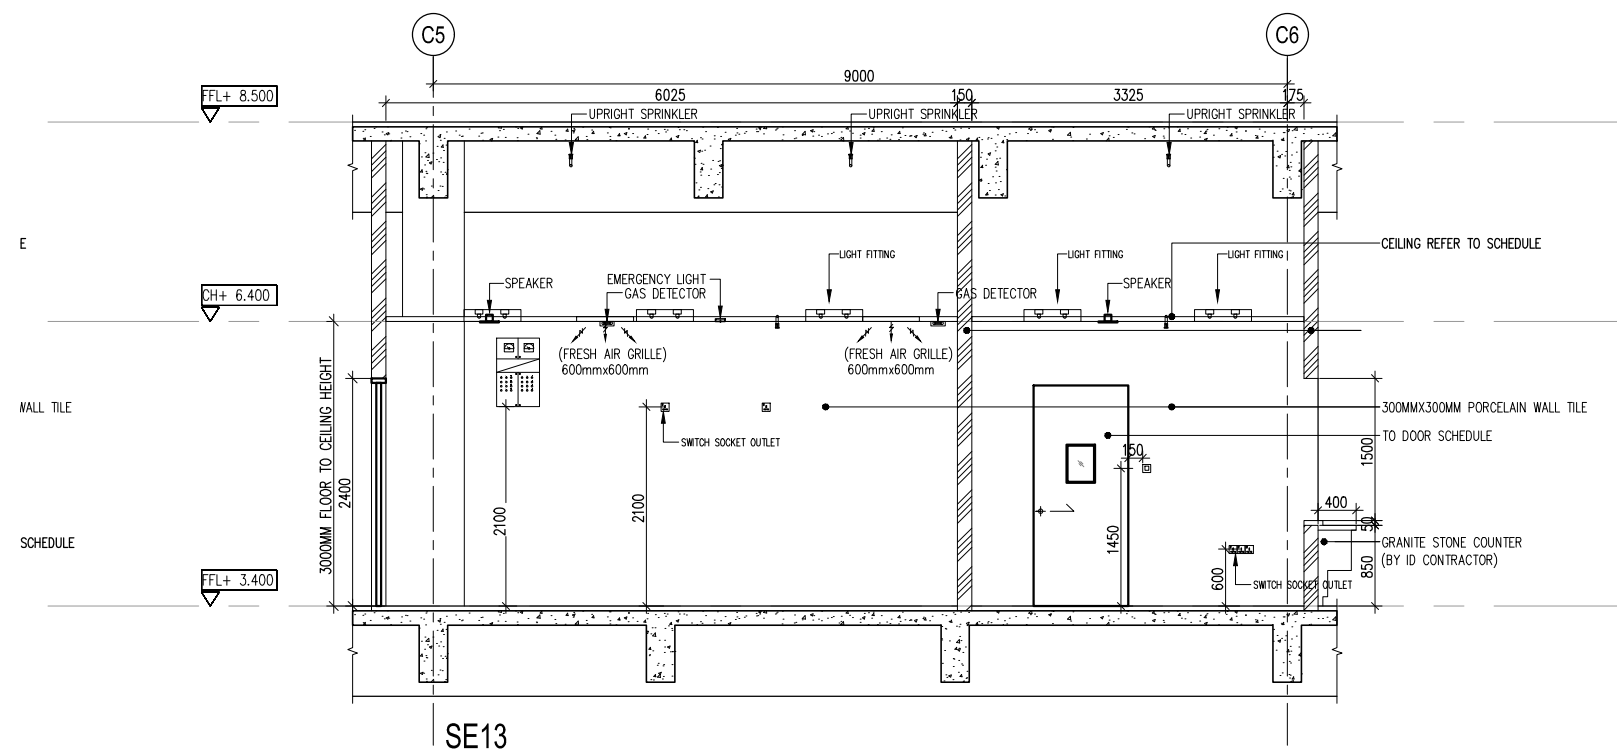 C5
C6
9000
6025
150
3325
175
FFL+ 8.500
UPRIGHT SPRINKLER
UPRIGHT SPRINKLER
UPRIGHT SPRINKLER
E
CEILING REFER TO SCHEDULE
LIGHT FITTING
LIGHT FITTING
LIGHT FITTING
SPEAKER
EMERGENCY LIGHT
GAS DETECTOR
GAS DETECTOR
SPEAKER
CH+ 6.400
(FRESH AIR GRILLE)
600mmx600mm
(FRESH AIR GRILLE)
600mmx600mm
3000MM FLOOR TO CEILING HEIGHT
2400
WALL TILE
300MMX300MM PORCELAIN WALL TILE
TO DOOR SCHEDULE
SWITCH SOCKET OUTLET
150
1500
2100
2100
1450
400
50
SCHEDULE
GRANITE STONE COUNTER
(BY ID CONTRACTOR)
850
600
SWITCH SOCKET OUTLET
FFL+ 3.400
SE13